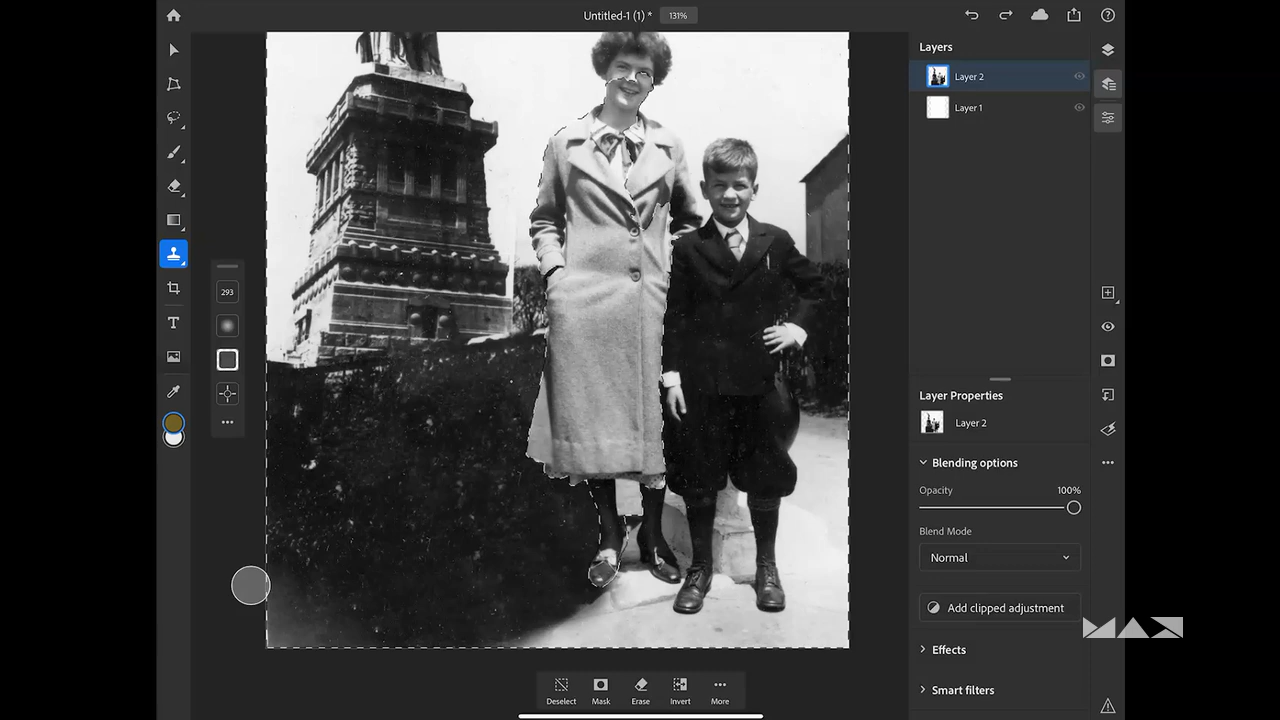 Untitled-1 (1) *
131%
Layers
Layer 2
Layer 1
293
T
Layer Properties
Layer 2
Blending options
Opacity
100%
Blend Mode
Normal
Add clipped adjustment
MAX
Effects
Smart filters
Deselect
Mask
Erase
Invert
More